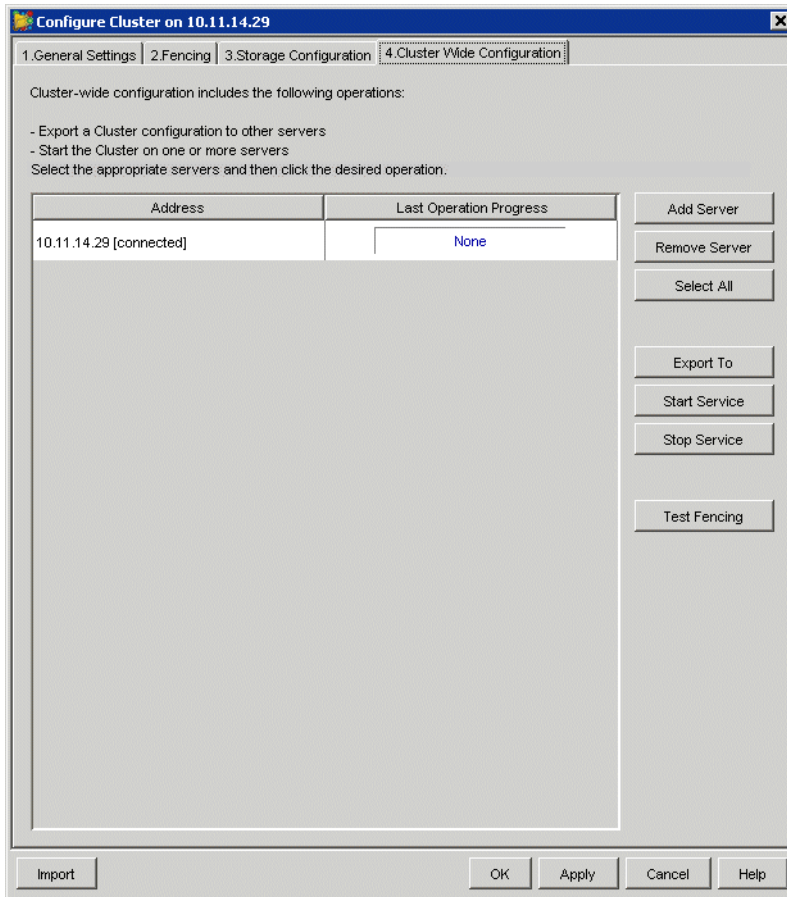 Configure Cluster on 10.11.14.29
1.General Settings 2.Fencing 3.Storage Configuration 4.Cluster Wide Configuration
Cluster-wide configuration includes the following operations:
- Export a Cluster configuration to other servers
- Start the Cluster on one or more servers
Select the appropriate servers and then click the desired operation.
Address Last Operation Progress
10.11.14.29 [connected] None
Add Server
Remove Server
Select All
Export To
Start Service
Stop Service
Test Fencing
Import OK Apply Cancel Help